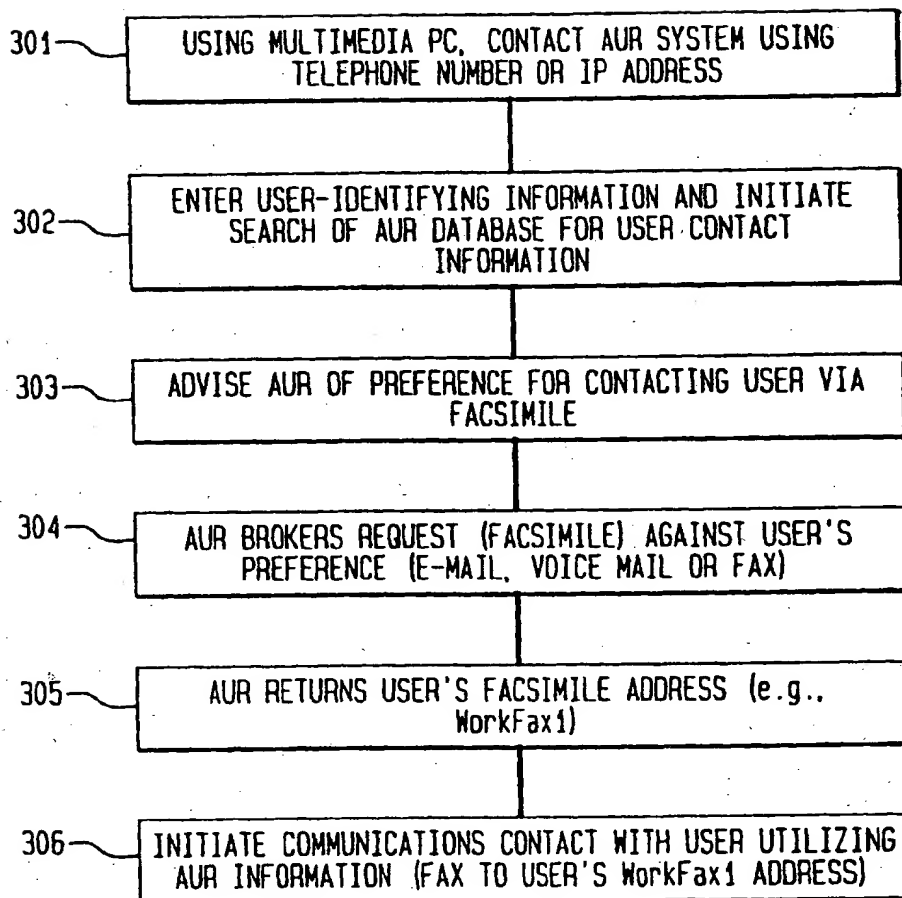 301
USING MULTIMEDIA PC, CONTACT AUR SYSTEM USING
TELEPHONE NUMBER OR IP ADDRESS
302
ENTER USER-IDENTIFYING INFORMATION AND INITIATE
SEARCH OF AUR DATABASE FOR USER CONTACT
INFORMATION
303
ADVISE AUR OF PREFERENCE FOR CONTACTING USER VIA
FACSIMILE
304
AUR BROKERS REQUEST (FACSIMILE) AGAINST USER'S
PREFERENCE (E-MAIL, VOICE MAIL OR FAX)
305
AUR RETURNS USER'S FACSIMILE ADDRESS (e.g.,
WorkFax1)
306
INITIATE COMMUNICATIONS CONTACT WITH USER UTILIZING
AUR INFORMATION (FAX TO USER'S WorkFax1 ADDRESS)